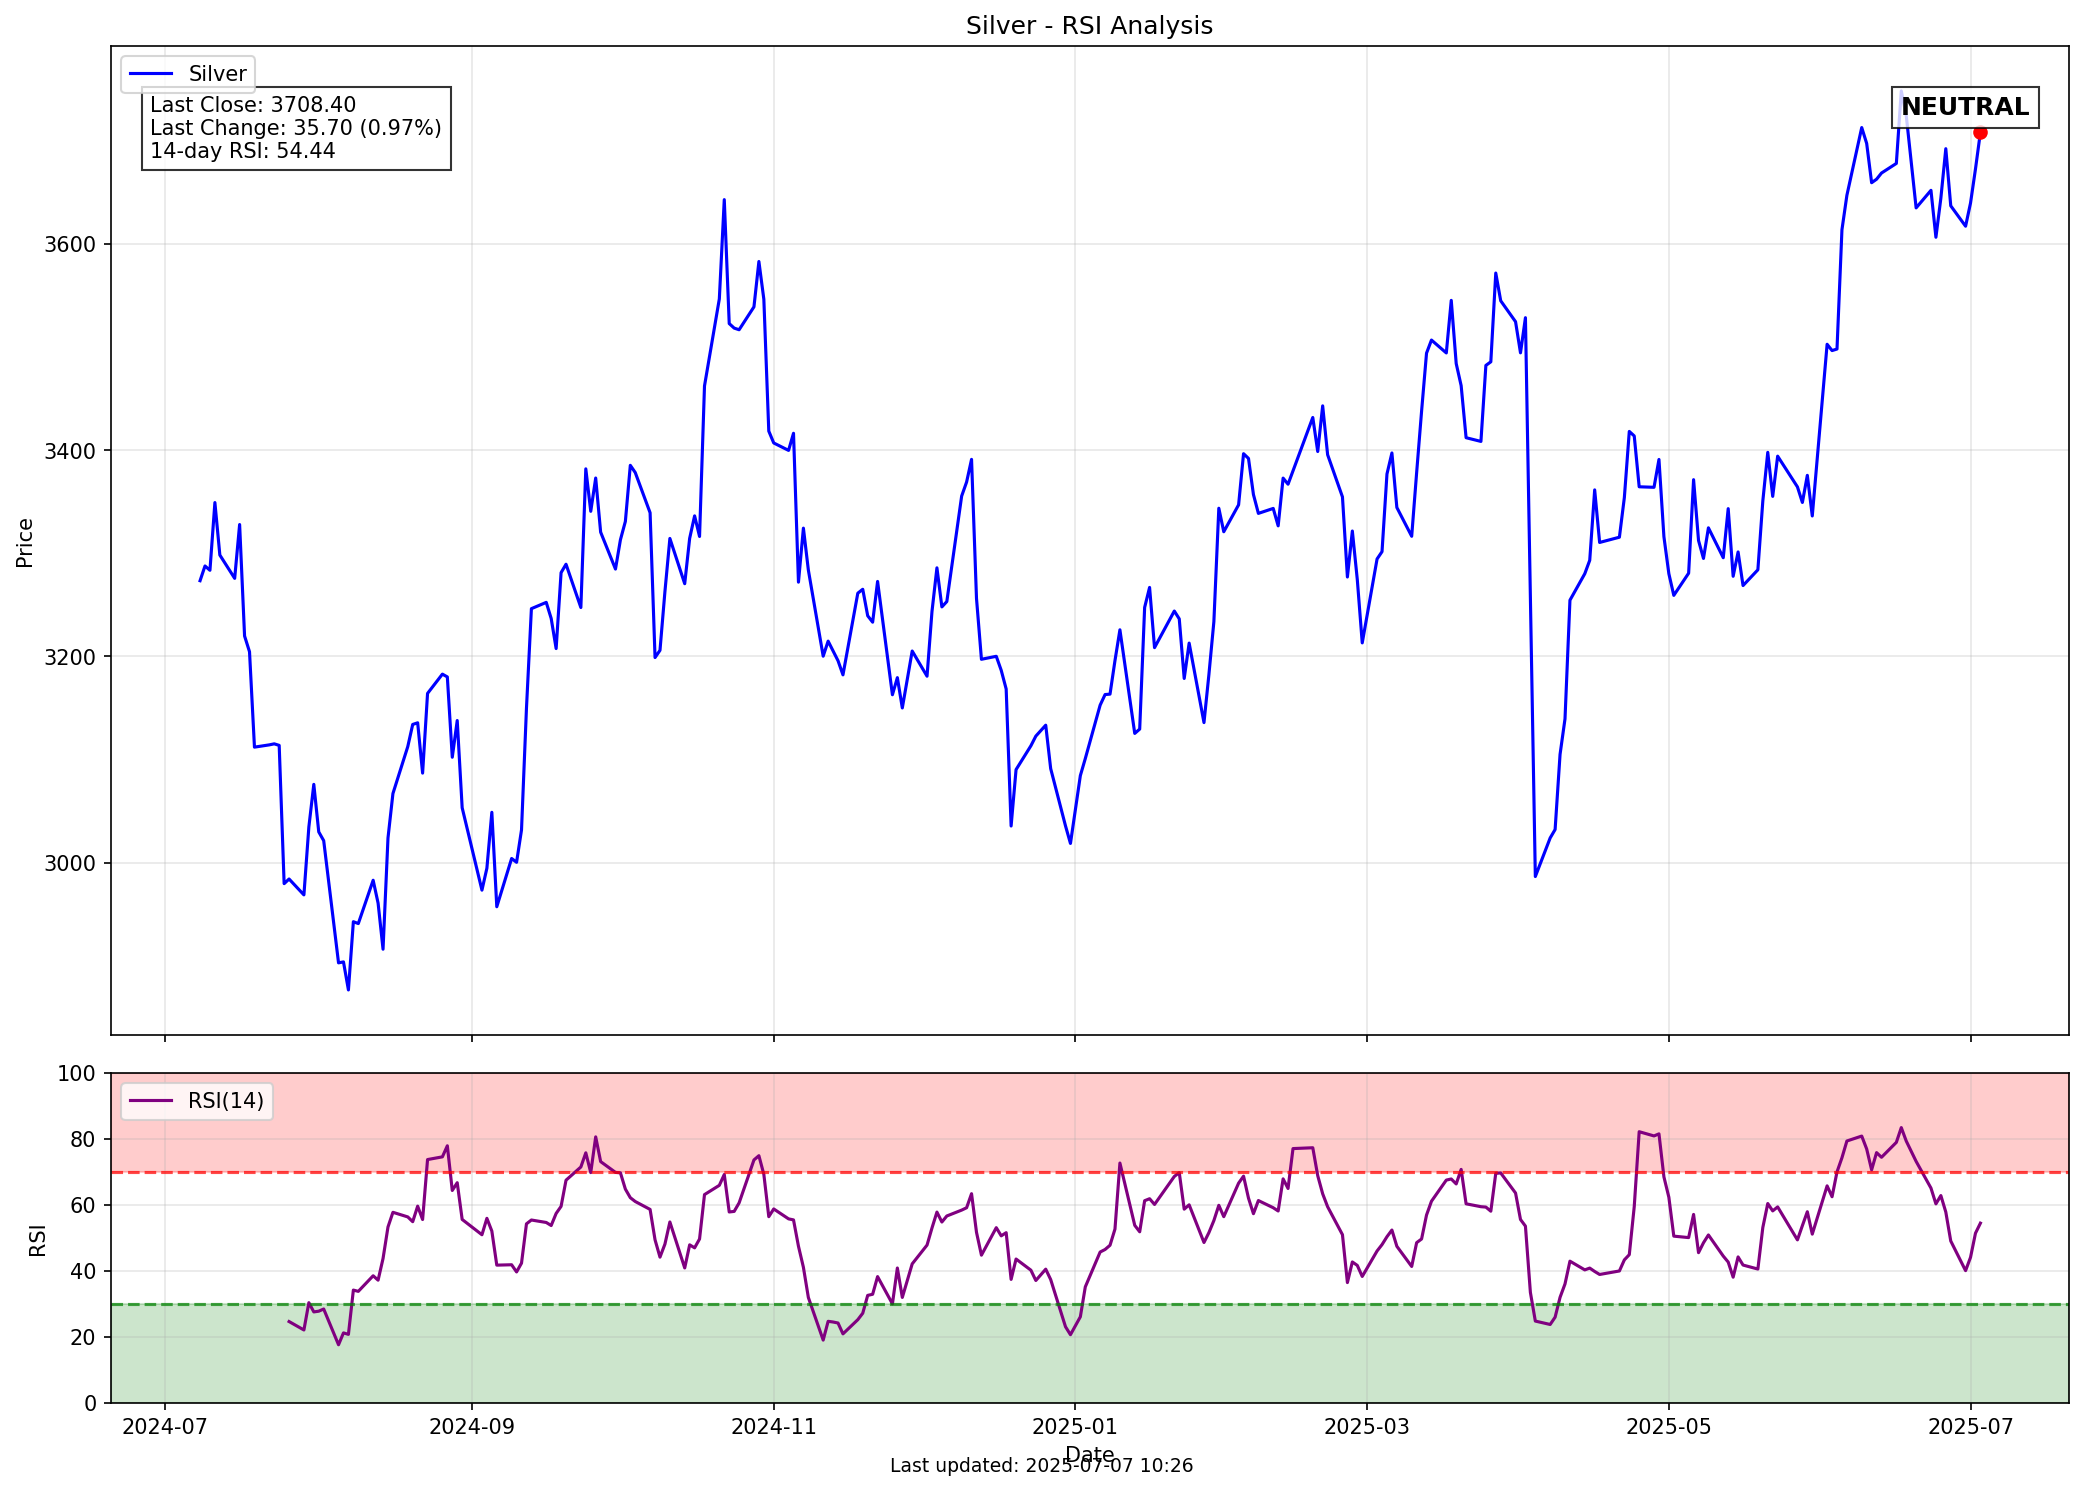 Silver - RSI Analysis
Silver
Last Close: 3708.40
Last Change: 35.70 (0.97%)
14-day RSI: 54.44
NEUTRAL
Price
3600
3400
3200
3000
RSI(14)
RSI
100
80
60
40
20
0
2024-07
2024-09
2024-11
2025-01
2025-03
2025-05
2025-07
Date
Last updated: 2025-07-07 10:26